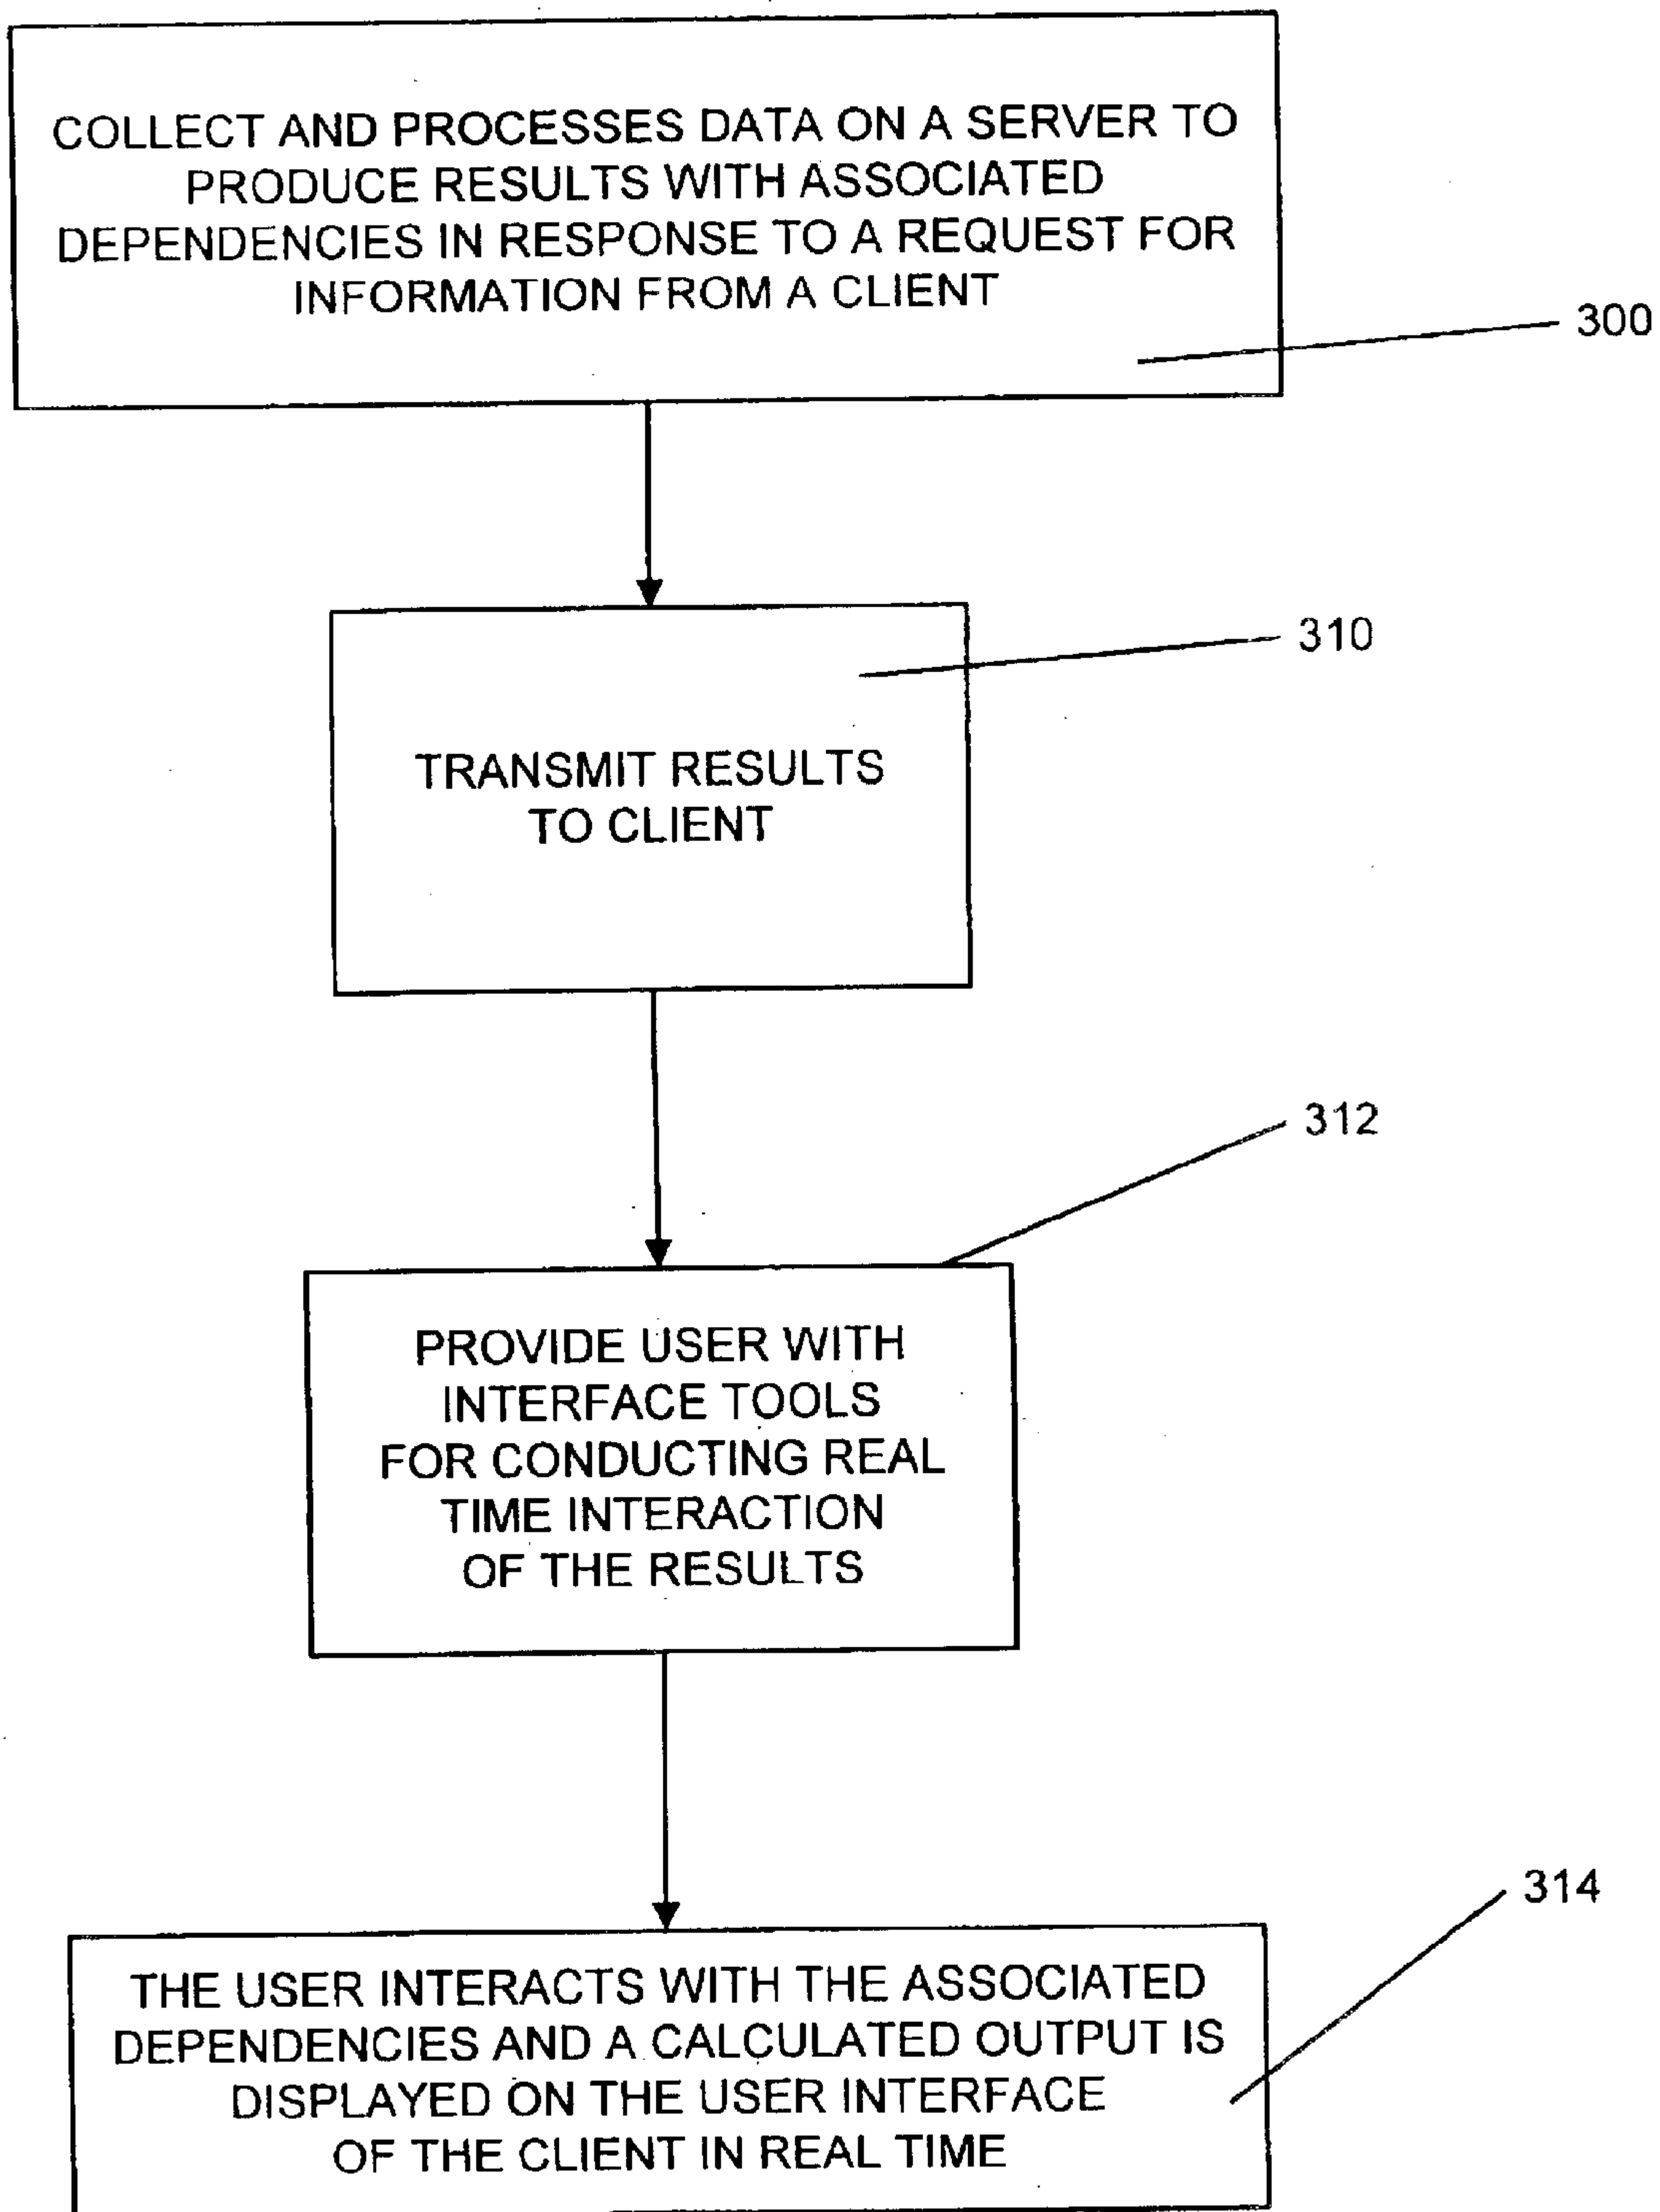 COLLECT AND PROCESSES DATA ON A SERVER TO
PRODUCE RESULTS WITH ASSOCIATED
DEPENDENCIES IN RESPONSE TO A REQUEST FOR
INFORMATION FROM A CLIENT
300
310
TRANSMIT RESULTS
TO CLIENT
312
PROVIDE USER WITH
INTERFACE TOOLS
FOR CONDUCTING REAL
TIME INTERACTION
OF THE RESULTS
314
THE USER INTERACTS WITH THE ASSOCIATED
DEPENDENCIES AND A CALCULATED OUTPUT IS
DISPLAYED ON THE USER INTERFACE
OF THE CLIENT IN REAL TIME